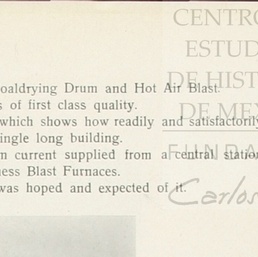 CENTRO
ESTUD
DE HIST
DE ME
FUNDA
Carlos
oaldrying Drum and Hot Air Blast.
s of first class quality.
which shows how readily and satisfactorily
ingle long building.
n current supplied from a central station
ess Blast Furnaces.
was hoped and expected of it.